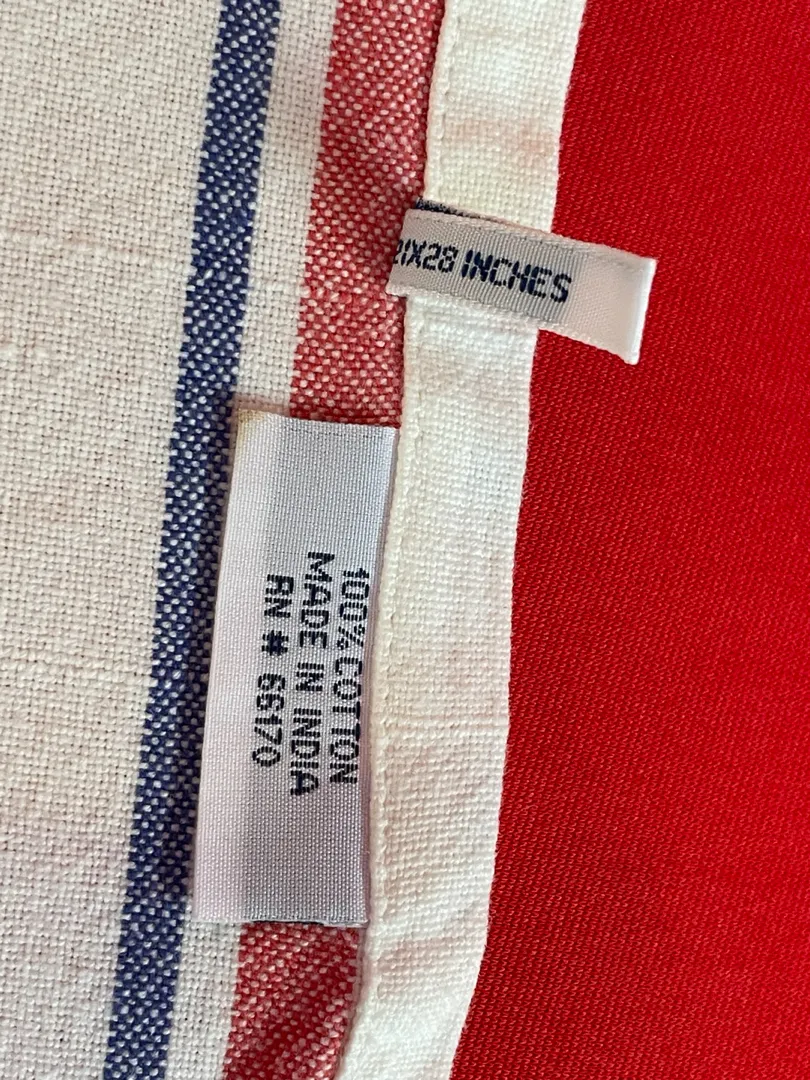 21X28 INCHES
100% COTTON
MADE IN INDIA
RN # 66170